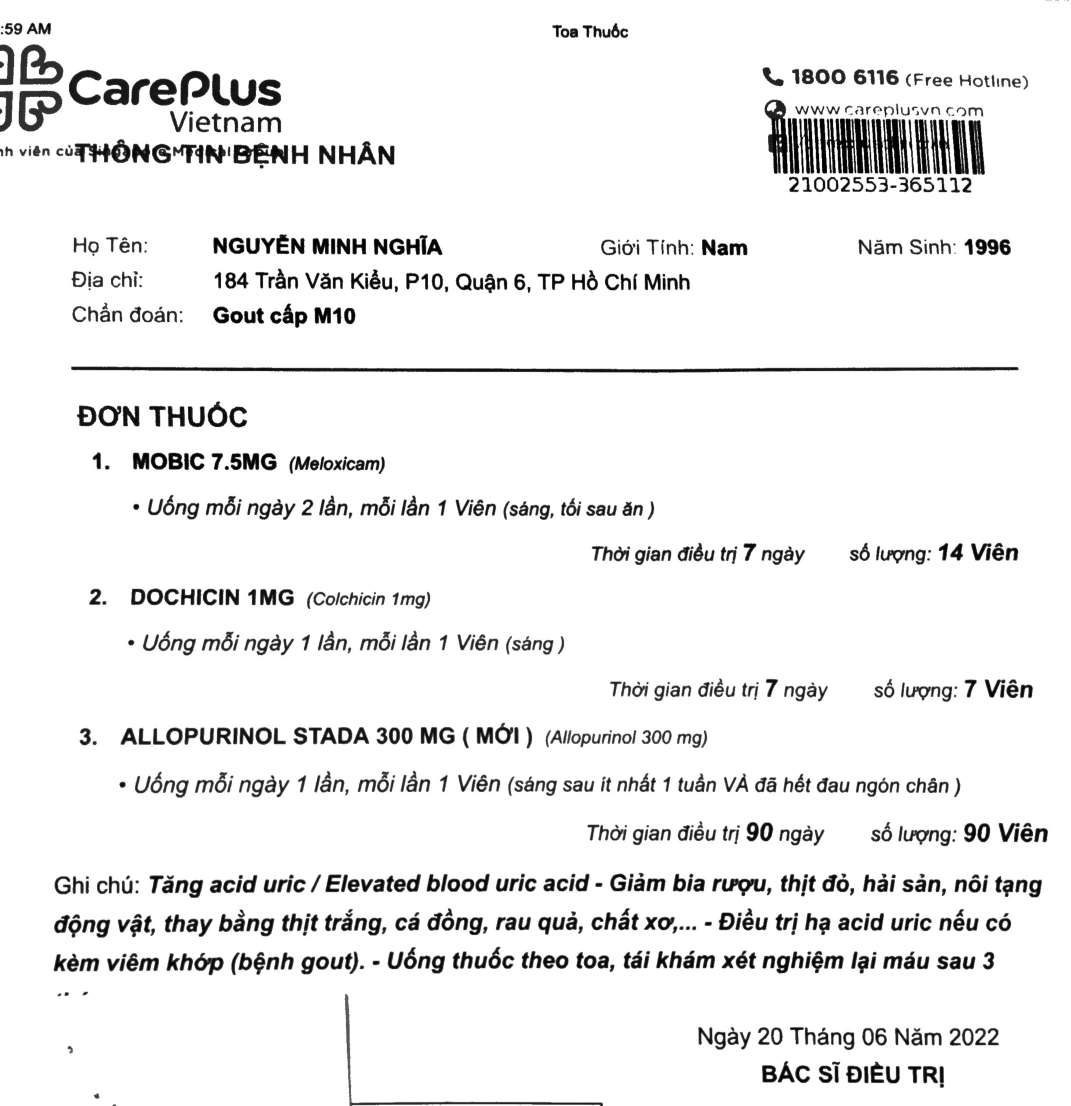 :59 AM
Toa Thuốc
CarePlus
Vietnam
1800 6116 (Free Hotline)
www.careplusvn.com
nh viên của
THÔNG TIN BỆNH NHÂN
21002553-365112
Họ Tên: NGUYỄN MINH NGHĨA Giới Tính: Nam Năm Sinh: 1996
Địa chỉ: 184 Trần Văn Kiểu, P10, Quận 6, TP Hồ Chí Minh
Chẩn đoán: Gout cấp M10
ĐƠN THUỐC
1. MOBIC 7.5MG (Meloxicam)
• Uống mỗi ngày 2 lần, mỗi lần 1 Viên (sáng, tối sau ăn )
Thời gian điều trị 7 ngày số lượng: 14 Viên
2. DOCHICIN 1MG (Colchicin 1mg)
• Uống mỗi ngày 1 lần, mỗi lần 1 Viên (sáng )
Thời gian điều trị 7 ngày số lượng: 7 Viên
3. ALLOPURINOL STADA 300 MG ( MỚI ) (Allopurinol 300 mg)
• Uống mỗi ngày 1 lần, mỗi lần 1 Viên (sáng sau ít nhất 1 tuần VÀ đã hết đau ngón chân )
Thời gian điều trị 90 ngày số lượng: 90 Viên
Ghi chú: Tăng acid uric / Elevated blood uric acid - Giảm bia rượu, thịt đỏ, hải sản, nôi tạng
động vật, thay bằng thịt trắng, cá đồng, rau quả, chất xơ,... - Điều trị hạ acid uric nếu có
kèm viêm khớp (bệnh gout). - Uống thuốc theo toa, tái khám xét nghiệm lại máu sau 3
Ngày 20 Tháng 06 Năm 2022
BÁC SĨ ĐIỀU TRỊ